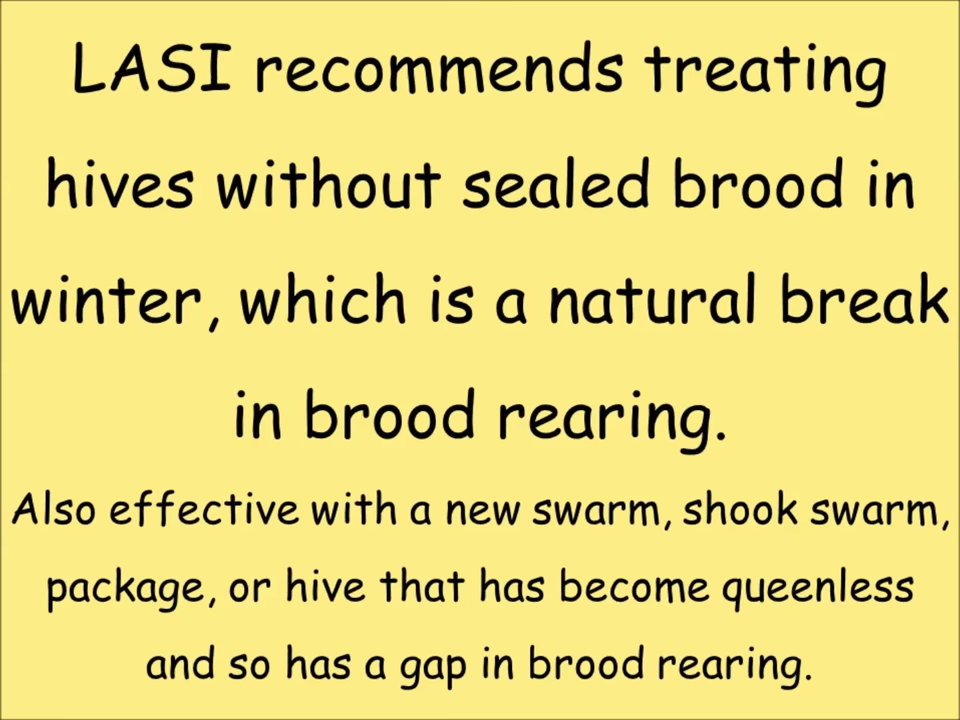 LASI recommends treating
hives without sealed brood in
winter, which is a natural break
in brood rearing.
Also effective with a new swarm, shook swarm,
package, or hive that has become queenless
and so has a gap in brood rearing.